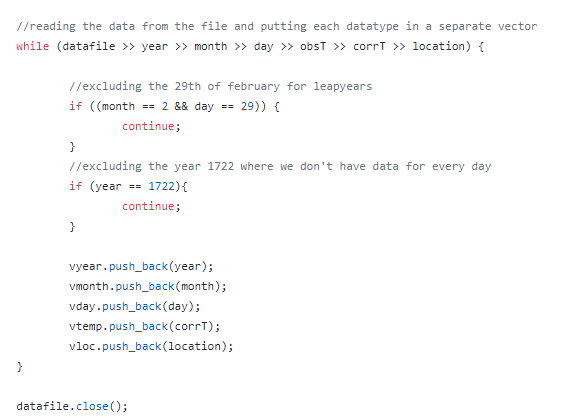 //reading the data from the file and putting each datatype in a separate vector
while (datafile >> year >> month >> day >> obsT >> corrT >> location) {
//excluding the 29th of february for leapyears
if ((month == 2 && day == 29)) {
continue;
}
//excluding the year 1722 where we don't have data for every day
if (year == 1722){
continue;
}
vyear.push_back(year);
vmonth.push_back(month);
vday.push_back(day);
vtemp.push_back(corrT);
vloc.push_back(location);
}
datafile.close();